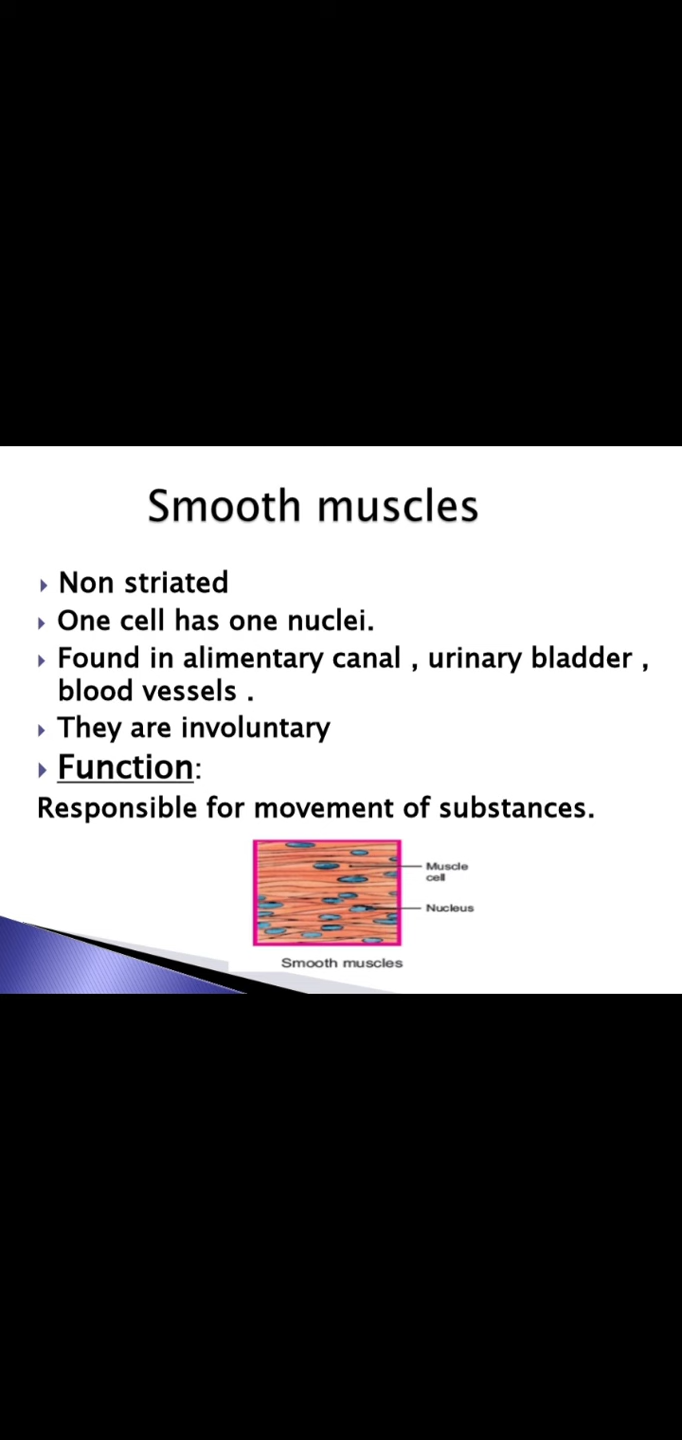 Smooth muscles
Non striated
One cell has one nuclei.
Found in alimentary canal , urinary bladder ,
blood vessels .
They are involuntary
Function:
Responsible for movement of substances.
Muscle
cell
Nucleus
Smooth muscles